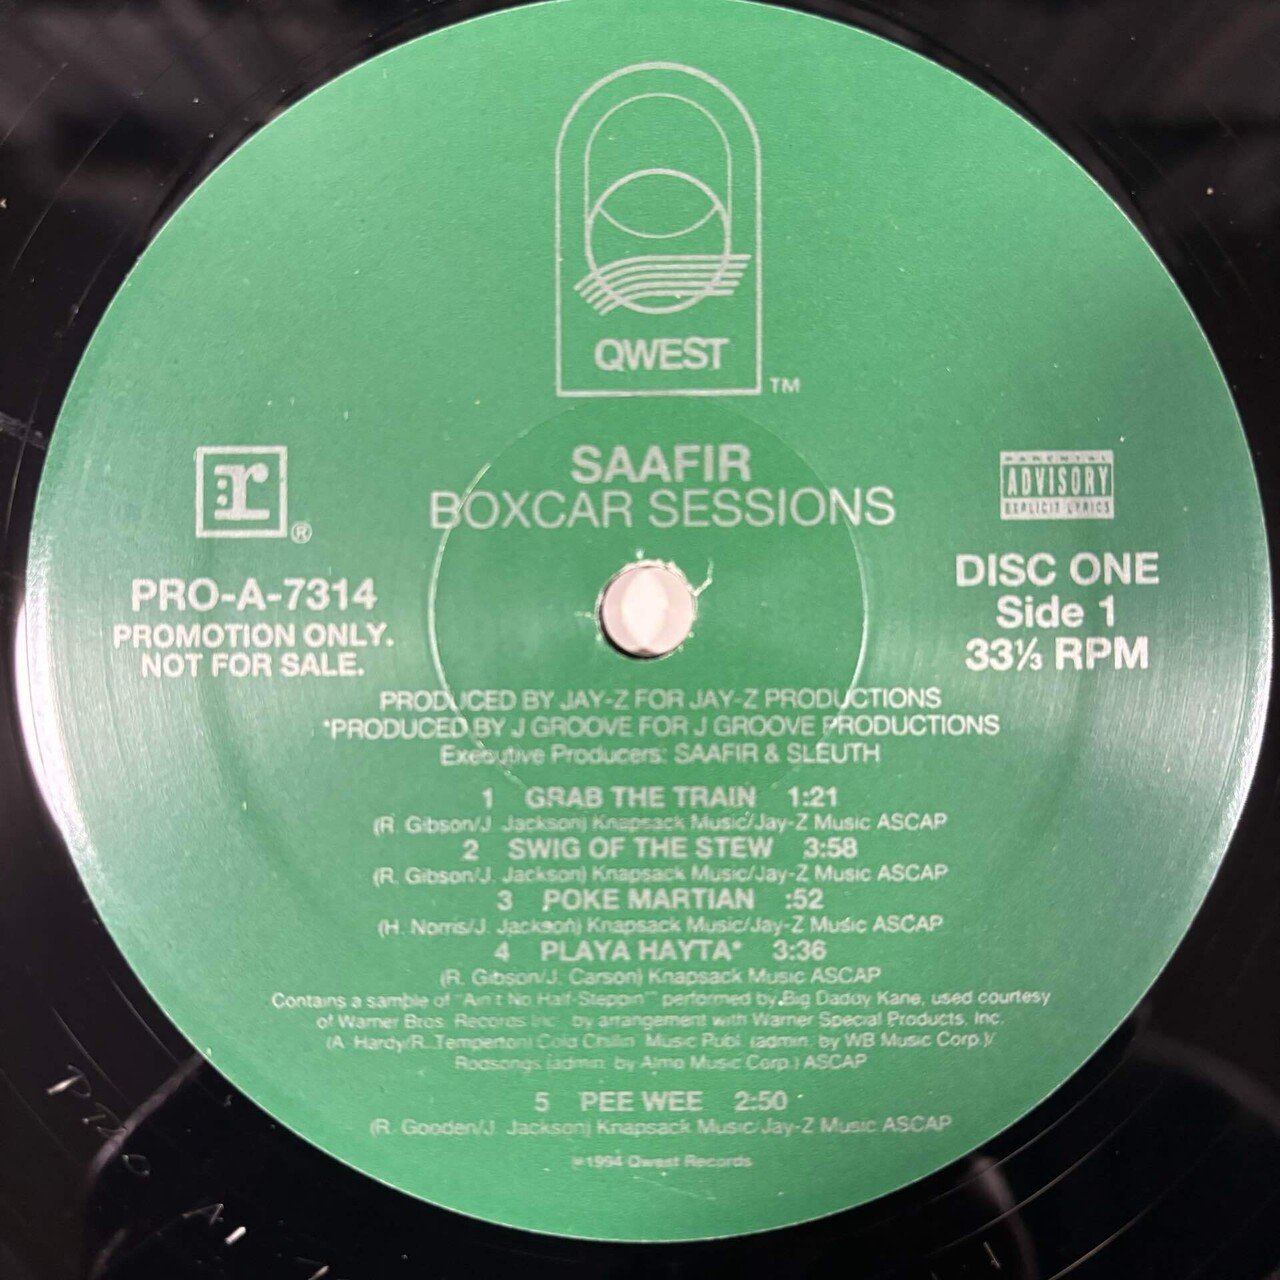 QWEST
TM
SAAFIR
BOXCAR SESSIONS
r
®
PRO-A-7314
PROMOTION ONLY.
NOT FOR SALE.
PARENTAL
ADVISORY
EXPLICIT LYRICS
DISC ONE
Side 1
33⅓ RPM
PRODUCED BY JAY-Z FOR JAY-Z PRODUCTIONS
*PRODUCED BY J GROOVE FOR J GROOVE PRODUCTIONS
Executive Producers: SAAFIR & SLEUTH
1 GRAB THE TRAIN 1:21
(R. Gibson/J. Jackson) Knapsack Music/Jay-Z Music ASCAP
2 SWIG OF THE STEW 3:58
(R. Gibson/J. Jackson) Knapsack Music/Jay-Z Music ASCAP
3 POKE MARTIAN :52
(H. Norris/J. Jackson) Knapsack Music/Jay-Z Music ASCAP
4 PLAYA HAYTA* 3:36
(R. Gibson/J. Carson) Knapsack Music ASCAP
Contains a sample of "Ain't No Half-Steppin'" performed by Big Daddy Kane, used courtesy
of Warner Bros. Records Inc. by arrangement with Warner Special Products, Inc.
(A. Hardy/R. Temperton) Cold Chillin' Music Publ. (admin. by WB Music Corp.)/
Rodsongs (admin. by Almo Music Corp.) ASCAP
5 PEE WEE 2:50
(R. Gooden/J. Jackson) Knapsack Music/Jay-Z Music ASCAP
℗1994 Qwest Records